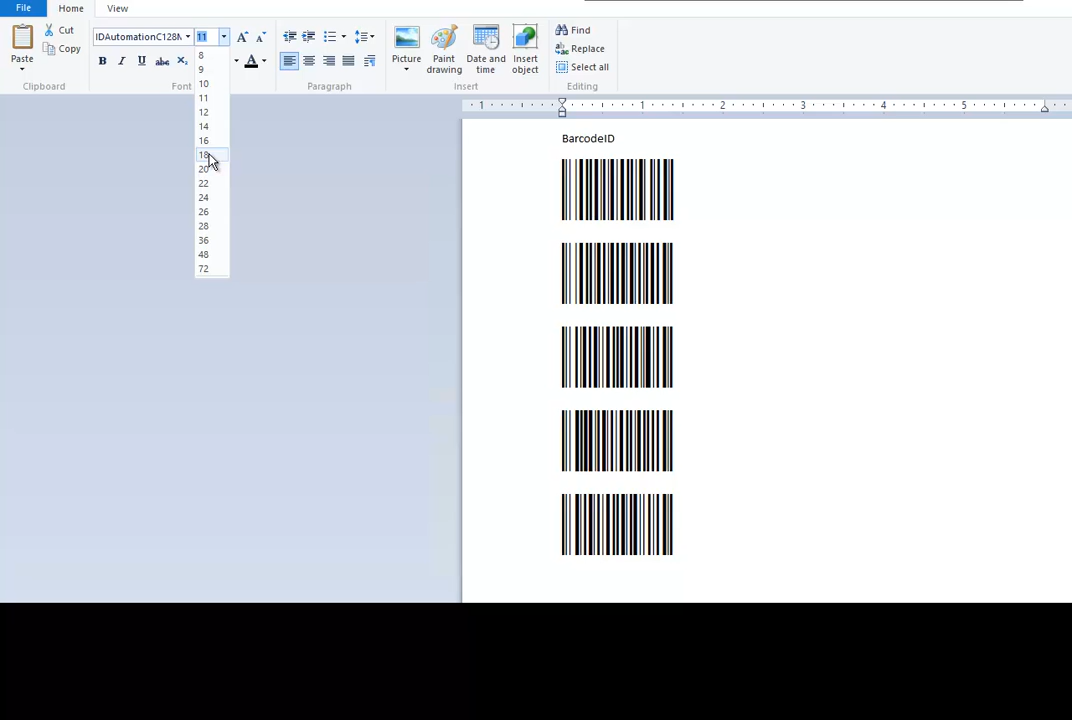 File Home View
Paste
Cut
Copy
Clipboard
IDAutomationC128M 11
B I U abc X₂ A
Font
Paragraph
Picture
Paint drawing
Date and time
Insert object
Insert
Find
Replace
Select all
Editing
8
9
10
11
12
14
16
18
20
22
24
26
28
36
48
72
1 1 2 3 4 5
BarcodeID